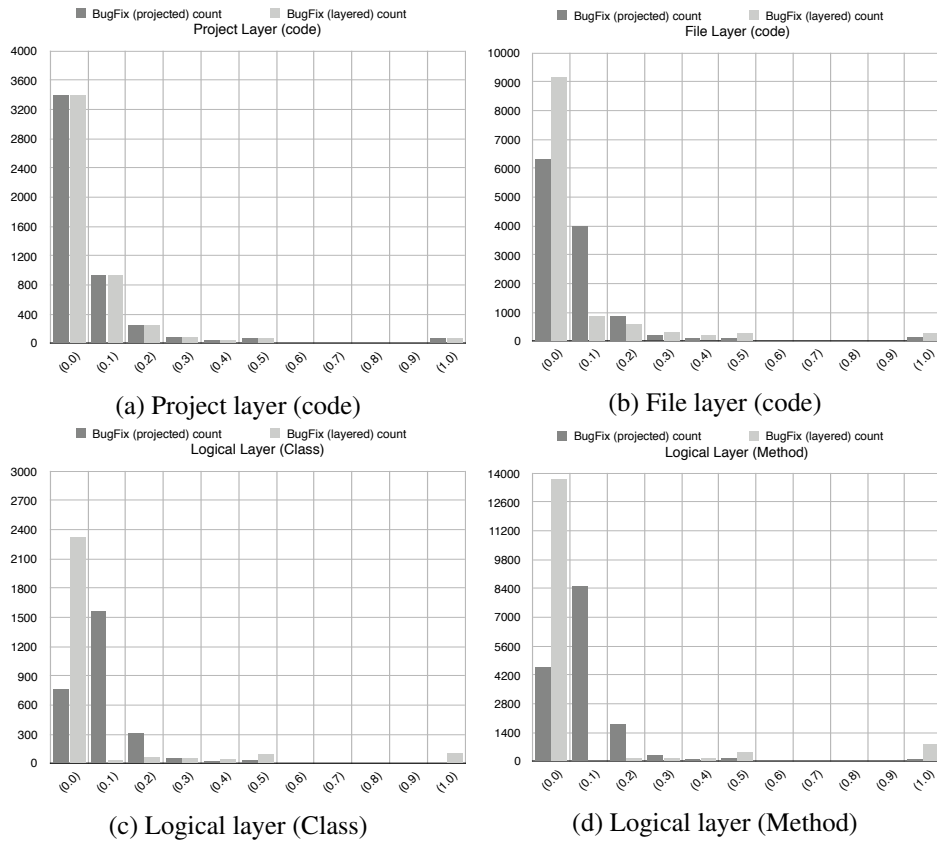 BugFix (projected) count BugFix (layered) count
Project Layer (code)
4000
3600
3200
2800
2400
2000
1600
1200
800
400
0
(0.0) (0.1) (0.2) (0.3) (0.4) (0.5) (0.6) (0.7) (0.8) (0.9) (1.0)
(a) Project layer (code)
BugFix (projected) count BugFix (layered) count
File Layer (code)
10000
9000
8000
7000
6000
5000
4000
3000
2000
1000
0
(0.0) (0.1) (0.2) (0.3) (0.4) (0.5) (0.6) (0.7) (0.8) (0.9) (1.0)
(b) File layer (code)
BugFix (projected) count BugFix (layered) count
Logical Layer (Class)
3000
2700
2400
2100
1800
1500
1200
900
600
300
0
(0.0) (0.1) (0.2) (0.3) (0.4) (0.5) (0.6) (0.7) (0.8) (0.9) (1.0)
(c) Logical layer (Class)
BugFix (projected) count BugFix (layered) count
Logical Layer (Method)
14000
12600
11200
9800
8400
7000
5600
4200
2800
1400
0
(0.0) (0.1) (0.2) (0.3) (0.4) (0.5) (0.6) (0.7) (0.8) (0.9) (1.0)
(d) Logical layer (Method)